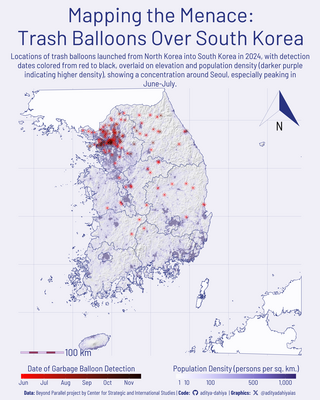 Mapping the Menace:
Trash Balloons Over South Korea
Locations of trash balloons launched from North Korea into South Korea in 2024, with detection
dates colored from red to black, overlaid on elevation and population density (darker purple
indicating higher density), showing a concentration around Seoul, especially peaking in
June-July.
N
100 km
Date of Garbage Balloon Detection
Jun Jul Aug Sep Oct Nov
Population Density (persons per sq. km.)
1 10 100 500 1,000
Data: Beyond Parallel project by Center for Strategic and International Studies | Code: aditya-dahiya | Graphics: @adityadahiyaias